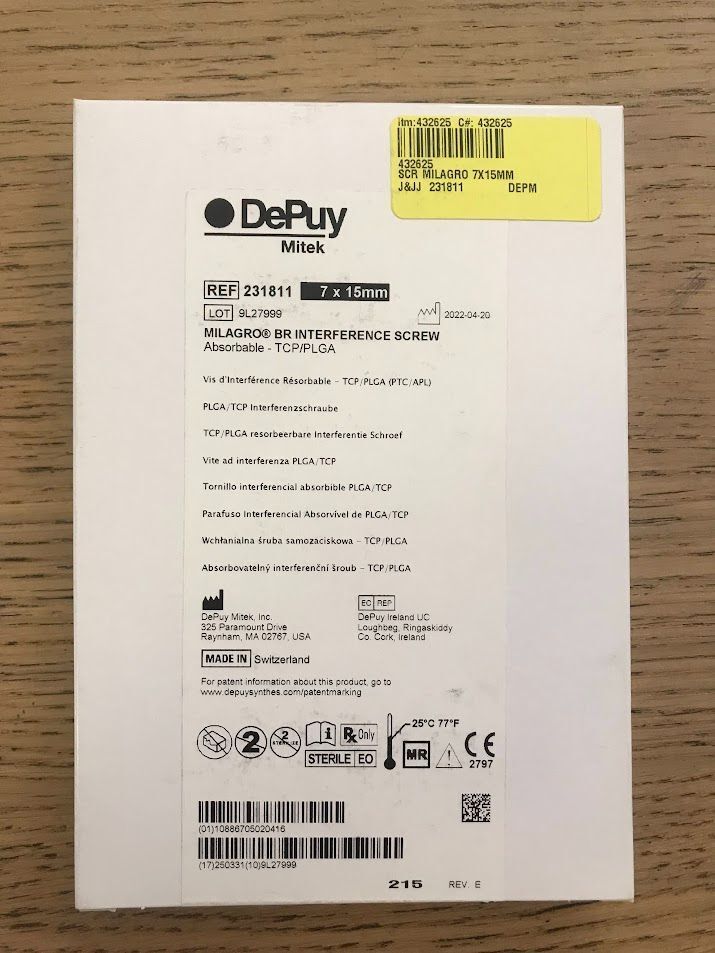 Itm:432625 C#: 432625
432625
SCR MILAGRO 7X15MM
J&JJ 231811 DEPM
DePuy
Mitek
REF 231811 7 x 15mm
LOT 9L27999 2022-04-20
MILAGRO® BR INTERFERENCE SCREW
Absorbable - TCP/PLGA
Vis d'Interférence Résorbable – TCP/PLGA (PTC/APL)
PLGA/TCP Interferenzschraube
TCP/PLGA resorbeerbare Interferentie Schroef
Vite ad interferenza PLGA/TCP
Tornillo interferencial absorbible PLGA/TCP
Parafuso Interferencial Absorvível de PLGA/TCP
Wchłanialna śruba samozaciskowa – TCP/PLGA
Absorbovatelný interferenční šroub – TCP/PLGA
EC REP
DePuy Mitek, Inc. DePuy Ireland UC
325 Paramount Drive Loughbeg, Ringaskiddy
Raynham, MA 02767, USA Co. Cork, Ireland
MADE IN Switzerland
For patent information about this product, go to
www.depuysynthes.com/patentmarking
2 2 STERILIZE i Rx Only 25°C 77°F
STERILE EO MR ! CE
2797
(01)10886705020416
(17)250331(10)9L27999
215 REV. E